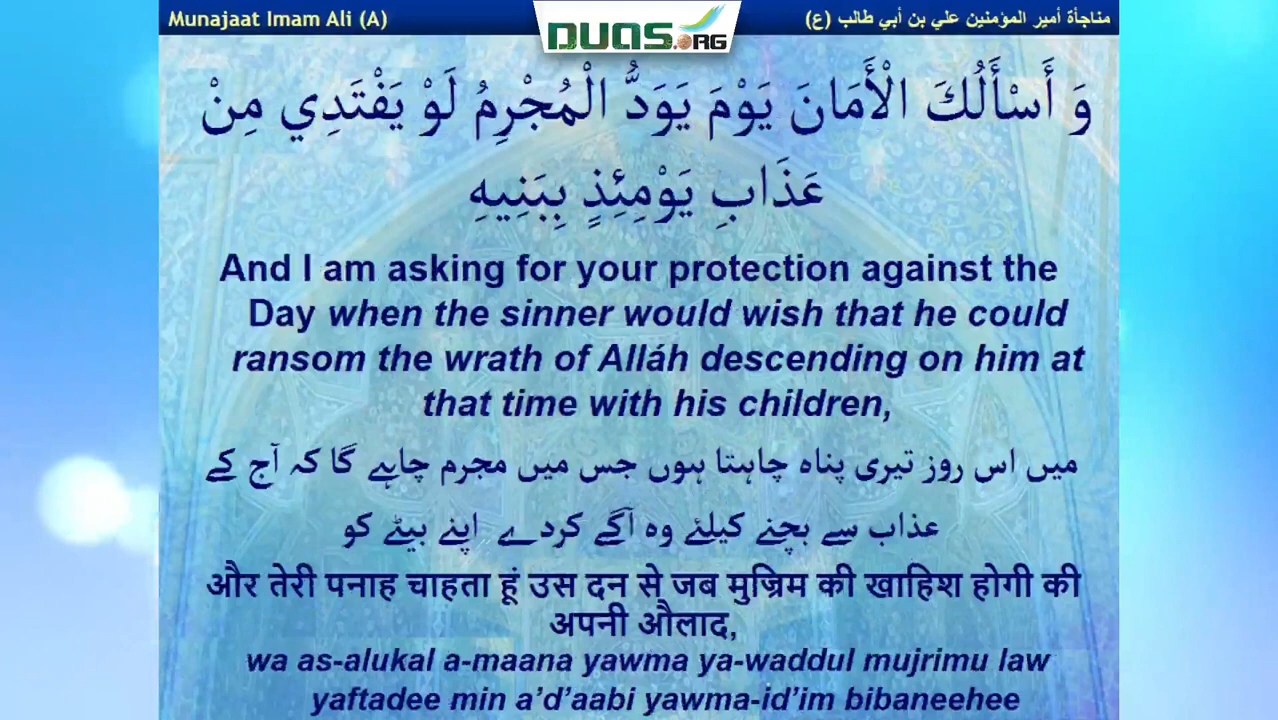 Munajaat Imam Ali (A)
DUAS.ORG
مناجأة أمير المؤمنين علي بن أبي طالب (ع)
وَ أَسْأَلُكَ الْأَمَانَ يَوْمَ يَوَدُّ الْمُجْرِمُ لَوْ يَفْتَدِي مِنْ
عَذَابِ يَوْمِئِذٍ بِبَنِيهِ
And I am asking for your protection against the
Day when the sinner would wish that he could
ransom the wrath of Alláh descending on him at
that time with his children,
میں اس روز تیری پناہ چاہتا ہوں جس میں مجرم چاہے گا کہ آج کے
عذاب سے بچنے کیلئے وہ آگے کردے اپنے بیٹے کو
और तेरी पनाह चाहता हूं उस दन से जब मुज्रिम की खाहिश होगी की
अपनी औलाद,
wa as-alukal a-maana yawma ya-waddul mujrimu law
yaftadee min a’d’aabi yawma-id’im bibaneehee